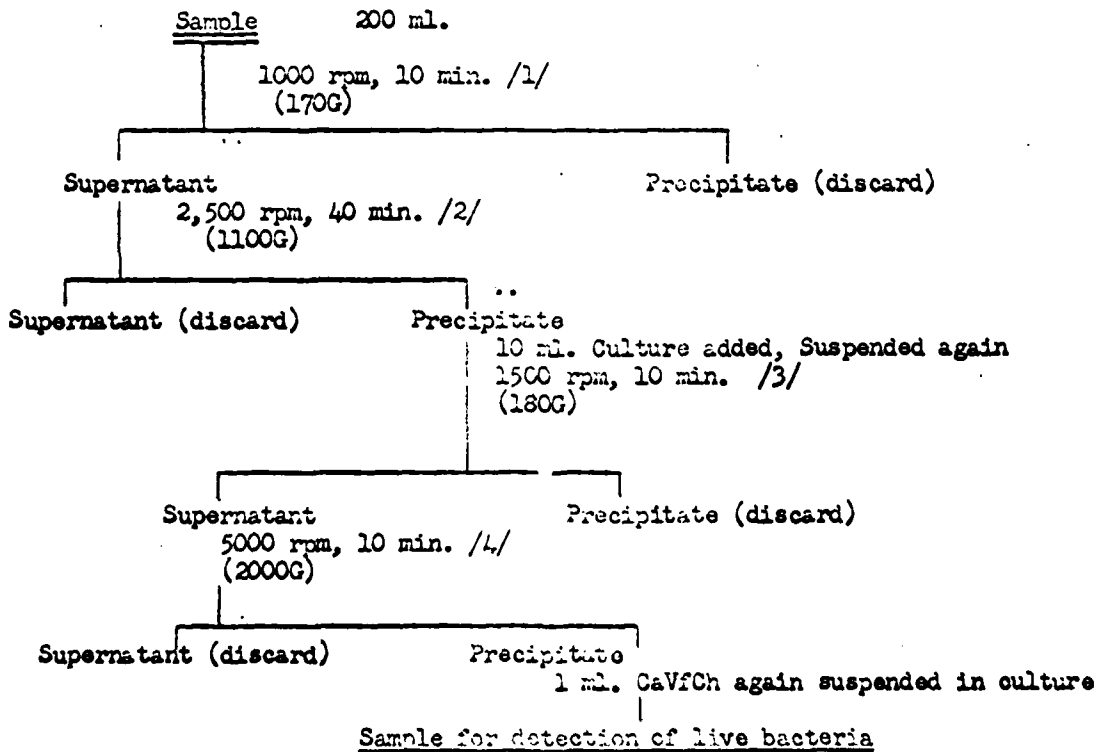 Sample 200 ml.
1000 rpm, 10 min. /1/
(170G)
Supernatant Precipitate (discard)
2,500 rpm, 40 min. /2/
(1100G)
Supernatant (discard) Precipitate
10 ml. Culture added, Suspended again
1500 rpm, 10 min. /3/
(180G)
Supernatant Precipitate (discard)
5000 rpm, 10 min. /4/
(2000G)
Supernatant (discard) Precipitate
1 ml. CaVfCh again suspended in culture
Sample for detection of live bacteria